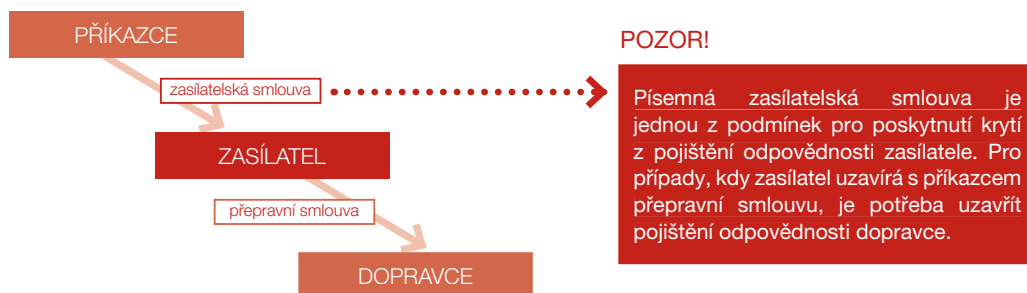 PŘÍKAZCE
zasílatelská smlouva
ZASÍLATEL
přepravní smlouva
DOPRAVCE
POZOR!
Písemná zasílatelská smlouva je
jednou z podmínek pro poskytnutí krytí
z pojištění odpovědnosti zasílatele. Pro
případy, kdy zasílatel uzavírá s příkazcem
přepravní smlouvu, je potřeba uzavřít
pojištění odpovědnosti dopravce.